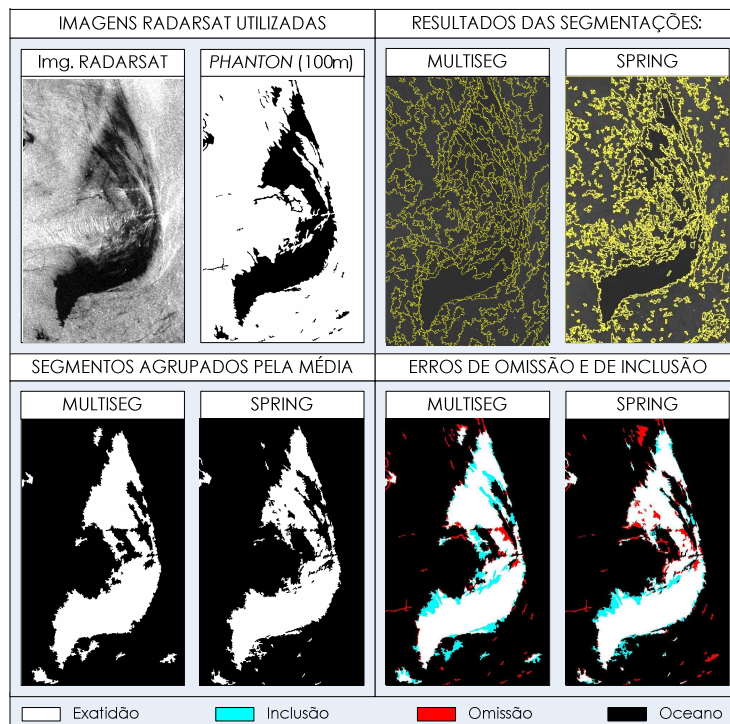 IMAGENS RADARSAT UTILIZADAS
RESULTADOS DAS SEGMENTAÇÕES:
Img. RADARSAT
PHANTON (100m)
MULTISEG
SPRING
SEGMENTOS AGRUPADOS PELA MÉDIA
ERROS DE OMISSÃO E DE INCLUSÃO
MULTISEG
SPRING
MULTISEG
SPRING
Exatidão
Inclusão
Omissão
Oceano